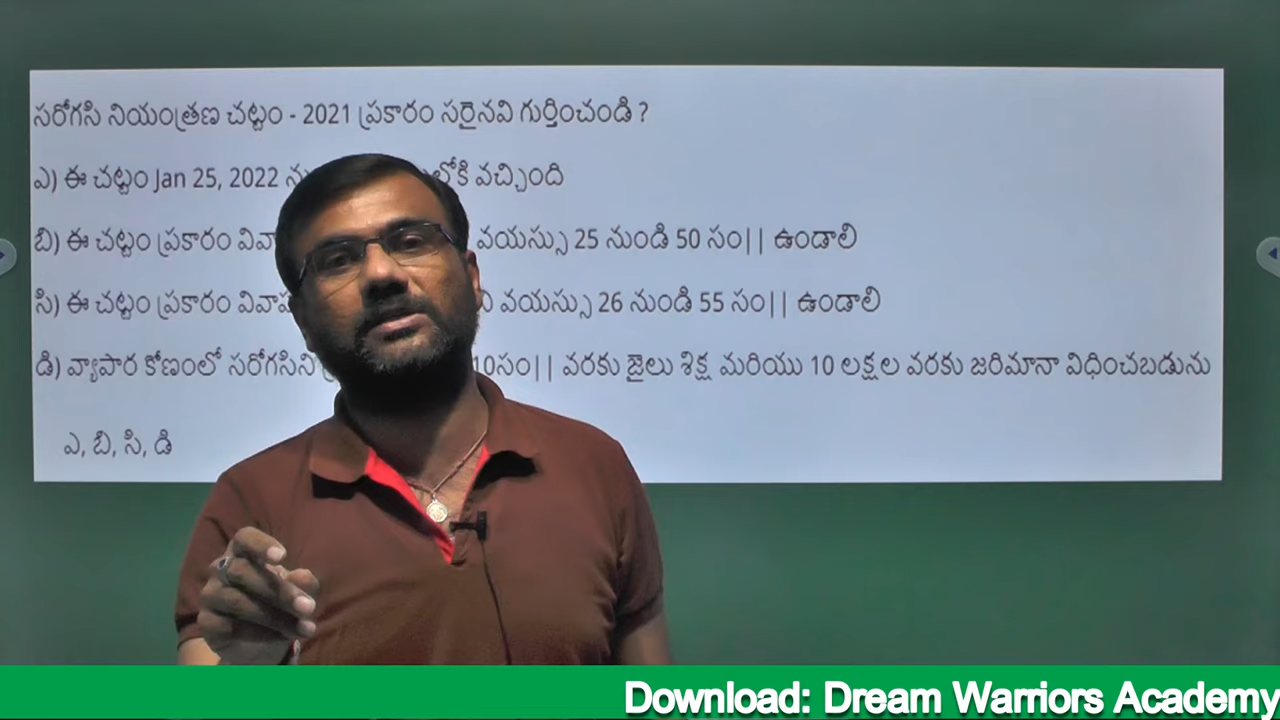 సరోగసి నియంత్రణ చట్టం - 2021 ప్రకారం సరైనవి గుర్తించండి ?
ఎ) ఈ చట్టం Jan 25, 2022 వచ్చింది
బి) ఈ చట్టం ప్రకారం వయస్సు 25 నుండి 50 సం|| ఉండాలి
సి) ఈ చట్టం ప్రకారం వయస్సు 26 నుండి 55 సం|| ఉండాలి
డి) వ్యాపార కోణంలో సరోగసిని 10సం|| వరకు జైలు శిక్ష మరియు 10 లక్షల వరకు జరిమానా విధించబడును
ఎ, బి, సి, డి
Download: Dream Warriors Academy